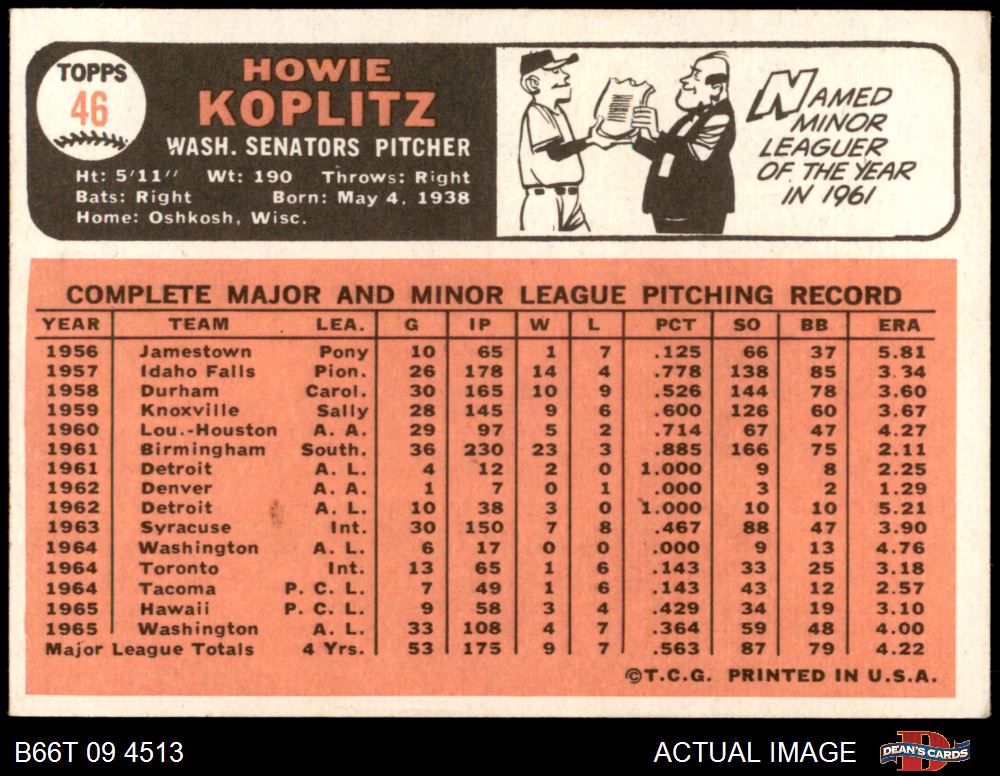 TOPPS
46
HOWIE
KOPLITZ
WASH. SENATORS PITCHER
Ht: 5'11" Wt: 190 Throws: Right
Bats: Right Born: May 4, 1938
Home: Oshkosh, Wisc.
NAMED
MINOR
LEAGUER
OF THE YEAR
IN 1961
COMPLETE MAJOR AND MINOR LEAGUE PITCHING RECORD
YEAR TEAM LEA. G IP W L PCT SO BB ERA
1956 Jamestown Pony 10 65 1 7 .125 66 37 5.81
1957 Idaho Falls Pion. 26 178 14 4 .778 138 85 3.34
1958 Durham Carol. 30 165 10 9 .526 144 78 3.60
1959 Knoxville Sally 28 145 9 6 .600 126 60 3.67
1960 Lou.-Houston A. A. 29 97 5 2 .714 67 47 4.27
1961 Birmingham South. 36 230 23 3 .885 166 75 2.11
1961 Detroit A. L. 4 12 2 0 1.000 9 8 2.25
1962 Denver A. A. 1 7 0 1 .000 3 2 1.29
1962 Detroit A. L. 10 38 3 0 1.000 10 10 5.21
1963 Syracuse Int. 30 150 7 8 .467 88 47 3.90
1964 Washington A. L. 6 17 0 0 .000 9 13 4.76
1964 Toronto Int. 13 65 1 6 .143 33 25 3.18
1964 Tacoma P. C. L. 7 49 1 6 .143 43 12 2.57
1965 Hawaii P. C. L. 9 58 3 4 .429 34 19 3.10
1965 Washington A. L. 33 108 4 7 .364 59 48 4.00
Major League Totals 4 Yrs. 53 175 9 7 .563 87 79 4.22
©T.C.G. PRINTED IN U.S.A.
B66T 09 4513 ACTUAL IMAGE DEAN'S CARDS